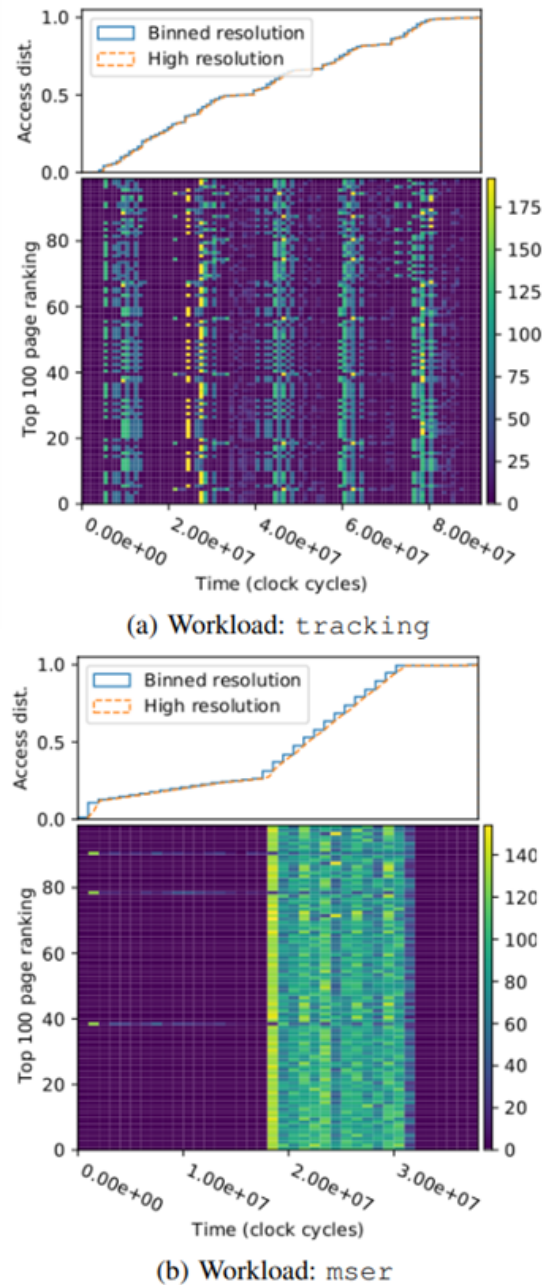 1.0
0.5
0.0
Access dist.
Binned resolution
High resolution
80
60
40
20
0
Top 100 page ranking
175
150
125
100
75
50
25
0
0.00e+00
2.00e+07
4.00e+07
6.00e+07
8.00e+07
Time (clock cycles)
(a) Workload: tracking
1.0
0.5
0.0
Access dist.
Binned resolution
High resolution
80
60
40
20
0
Top 100 page ranking
140
120
100
80
60
40
20
0
0.00e+00
1.00e+07
2.00e+07
3.00e+07
Time (clock cycles)
(b) Workload: mser